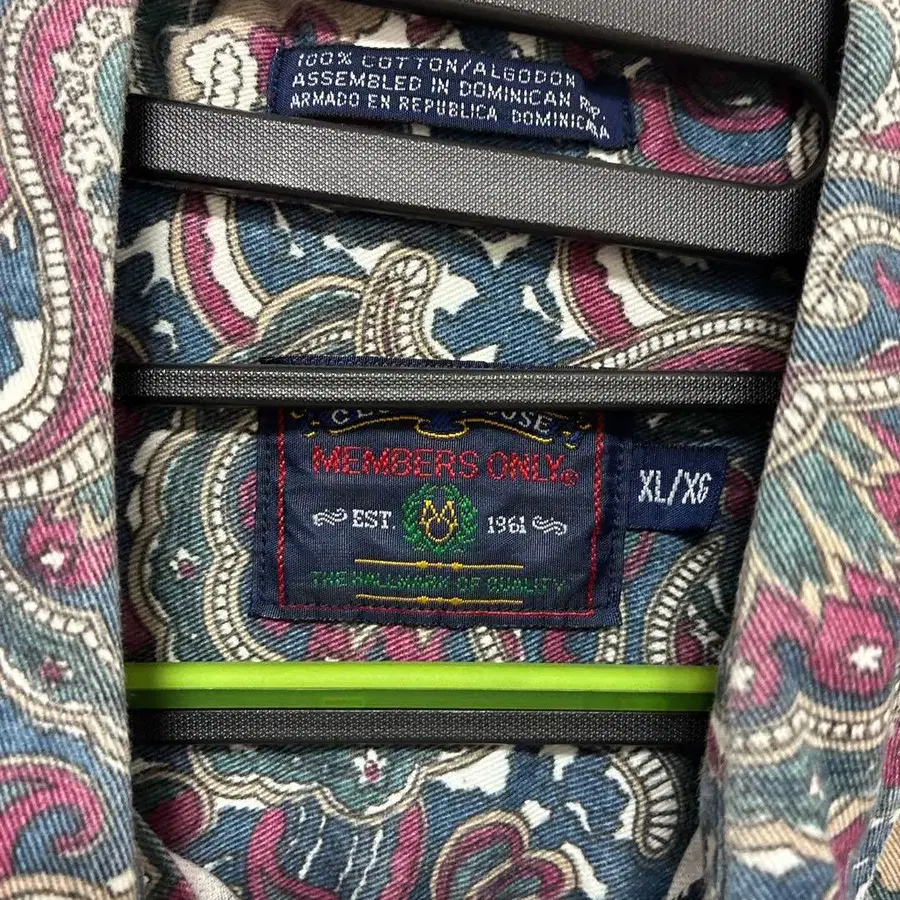 100% COTTON/ALGODON
ASSEMBLED IN DOMINICAN REP.
ARMADO EN REPUBLICA DOMINICANA
MEMBERS ONLY®
EST. MO 1961
XL/XG
THE HALLMARK OF QUALITY